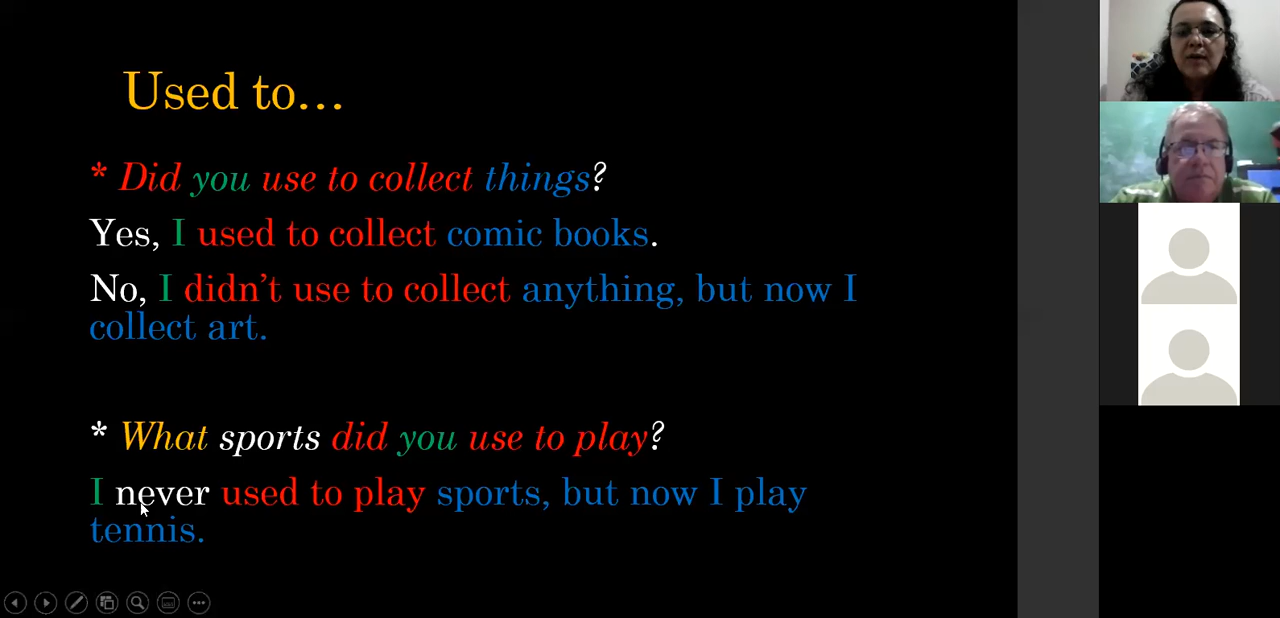 Used to...
* Did you use to collect things?
Yes, I used to collect comic books.
No, I didn’t use to collect anything, but now I
collect art.
* What sports did you use to play?
I never used to play sports, but now I play
tennis.